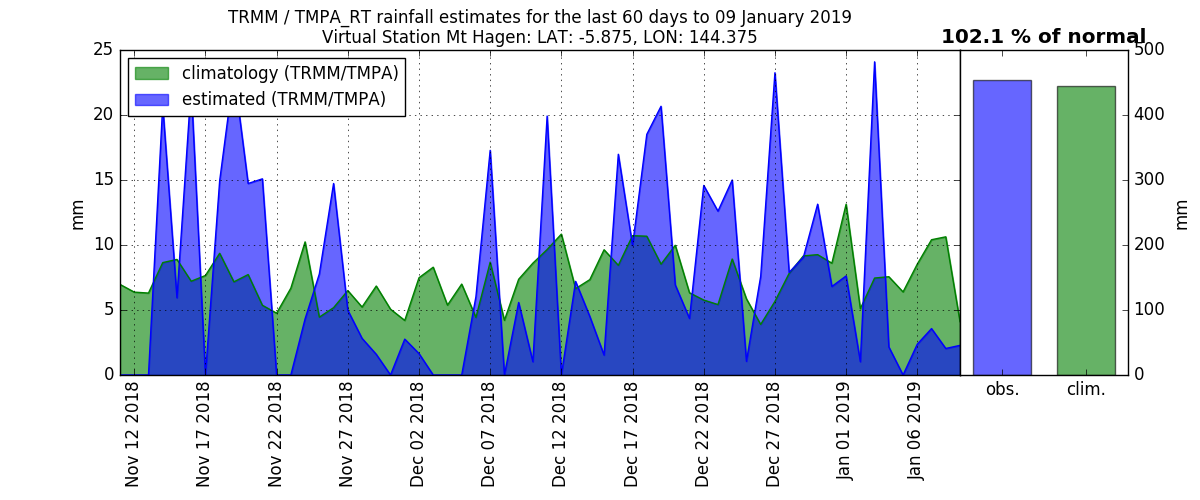 TRMM / TMPA_RT rainfall estimates for the last 60 days to 09 January 2019
Virtual Station Mt Hagen: LAT: -5.875, LON: 144.375
102.1 % of normal
climatology (TRMM/TMPA)
estimated (TRMM/TMPA)
25
20
15
10
5
0
mm
500
400
300
200
100
0
mm
Nov 12 2018
Nov 17 2018
Nov 22 2018
Nov 27 2018
Dec 02 2018
Dec 07 2018
Dec 12 2018
Dec 17 2018
Dec 22 2018
Dec 27 2018
Jan 01 2019
Jan 06 2019
obs.
clim.